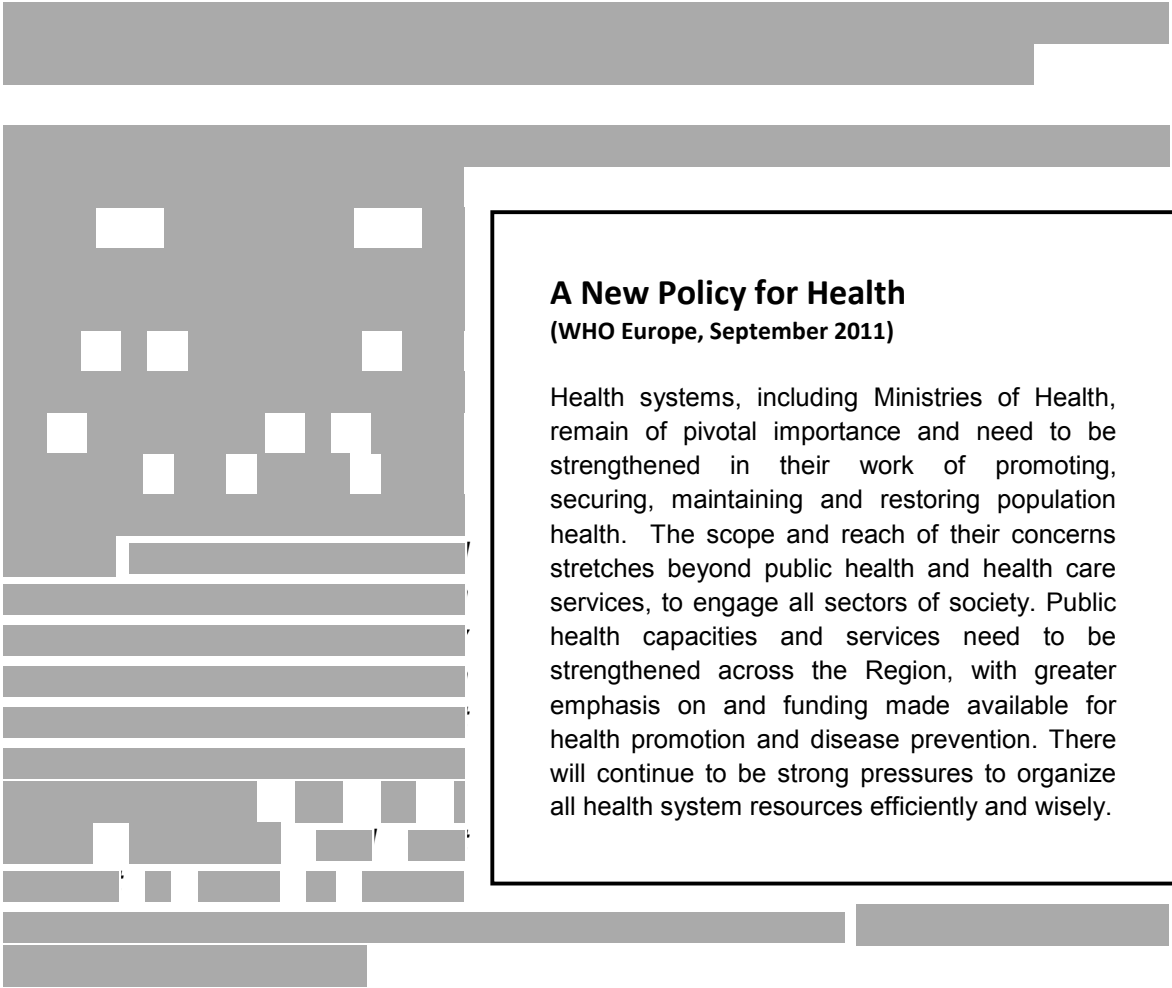 A New Policy for Health
(WHO Europe, September 2011)
Health systems, including Ministries of Health,
remain of pivotal importance and need to be
strengthened in their work of promoting,
securing, maintaining and restoring population
health. The scope and reach of their concerns
stretches beyond public health and health care
services, to engage all sectors of society. Public
health capacities and services need to be
strengthened across the Region, with greater
emphasis on and funding made available for
health promotion and disease prevention. There
will continue to be strong pressures to organize
all health system resources efficiently and wisely.